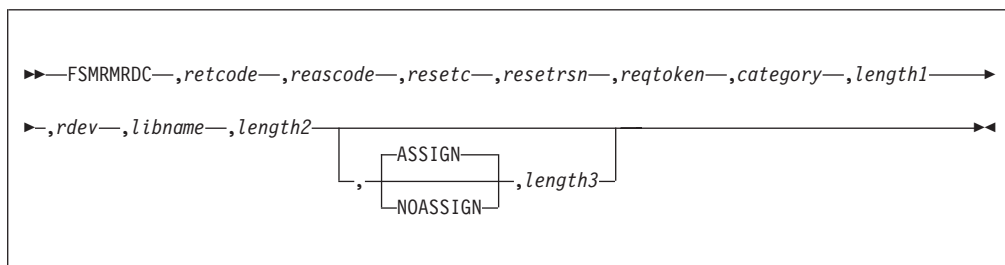 FSMRMRDC ,retcode ,reascode ,resetc ,resetrsn ,reqtoken ,category ,length1
,rdev ,libname ,length2
ASSIGN
, ,length3
NOASSIGN